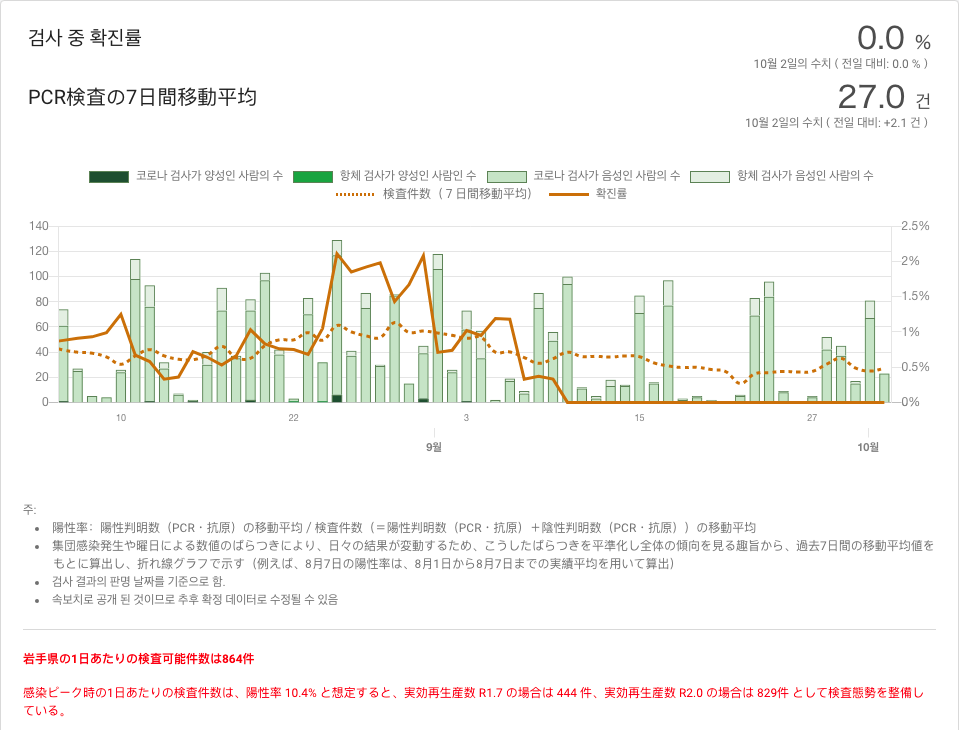 검사 중 확진률
0.0 %
10월 2일의 수치 ( 전일 대비: 0.0 % )
PCR検査の7日間移動平均
27.0 건
10월 2일의 수치 ( 전일 대비: +2.1 건 )
코로나 검사가 양성인 사람의 수 항체 검사가 양성인 사람인 수 코로나 검사가 음성인 사람의 수 항체 검사가 음성인 사람의 수
検査件数（７日間移動平均） 확진률
140 2.5%
120 2%
100
80 1.5%
60 1%
40 0.5%
20
0 0%
10 22 3 15 27
9월 10월
주:
陽性率：陽性判明数（PCR・抗原）の移動平均 / 検査件数（＝陽性判明数（PCR・抗原）＋陰性判明数（PCR・抗原））の移動平均
集団感染発生や曜日による数値のばらつきにより、日々の結果が変動するため、こうしたばらつきを平準化し全体の傾向を見る趣旨から、過去7日間の移動平均値を
もとに算出し、折れ線グラフで示す（例えば、8月7日の陽性率は、8月1日から8月7日までの実績平均を用いて算出）
검사 결과의 판명 날짜를 기준으로 함.
속보치로 공개 된 것이므로 추후 확정 데이터로 수정될 수 있음
岩手県の1日あたりの検査可能件数は864件
感染ピーク時の1日あたりの検査件数は、陽性率 10.4% と想定すると、実効再生産数 R1.7 の場合は 444 件、実効再生産数 R2.0 の場合は 829件 として検査態勢を整備し
ている。